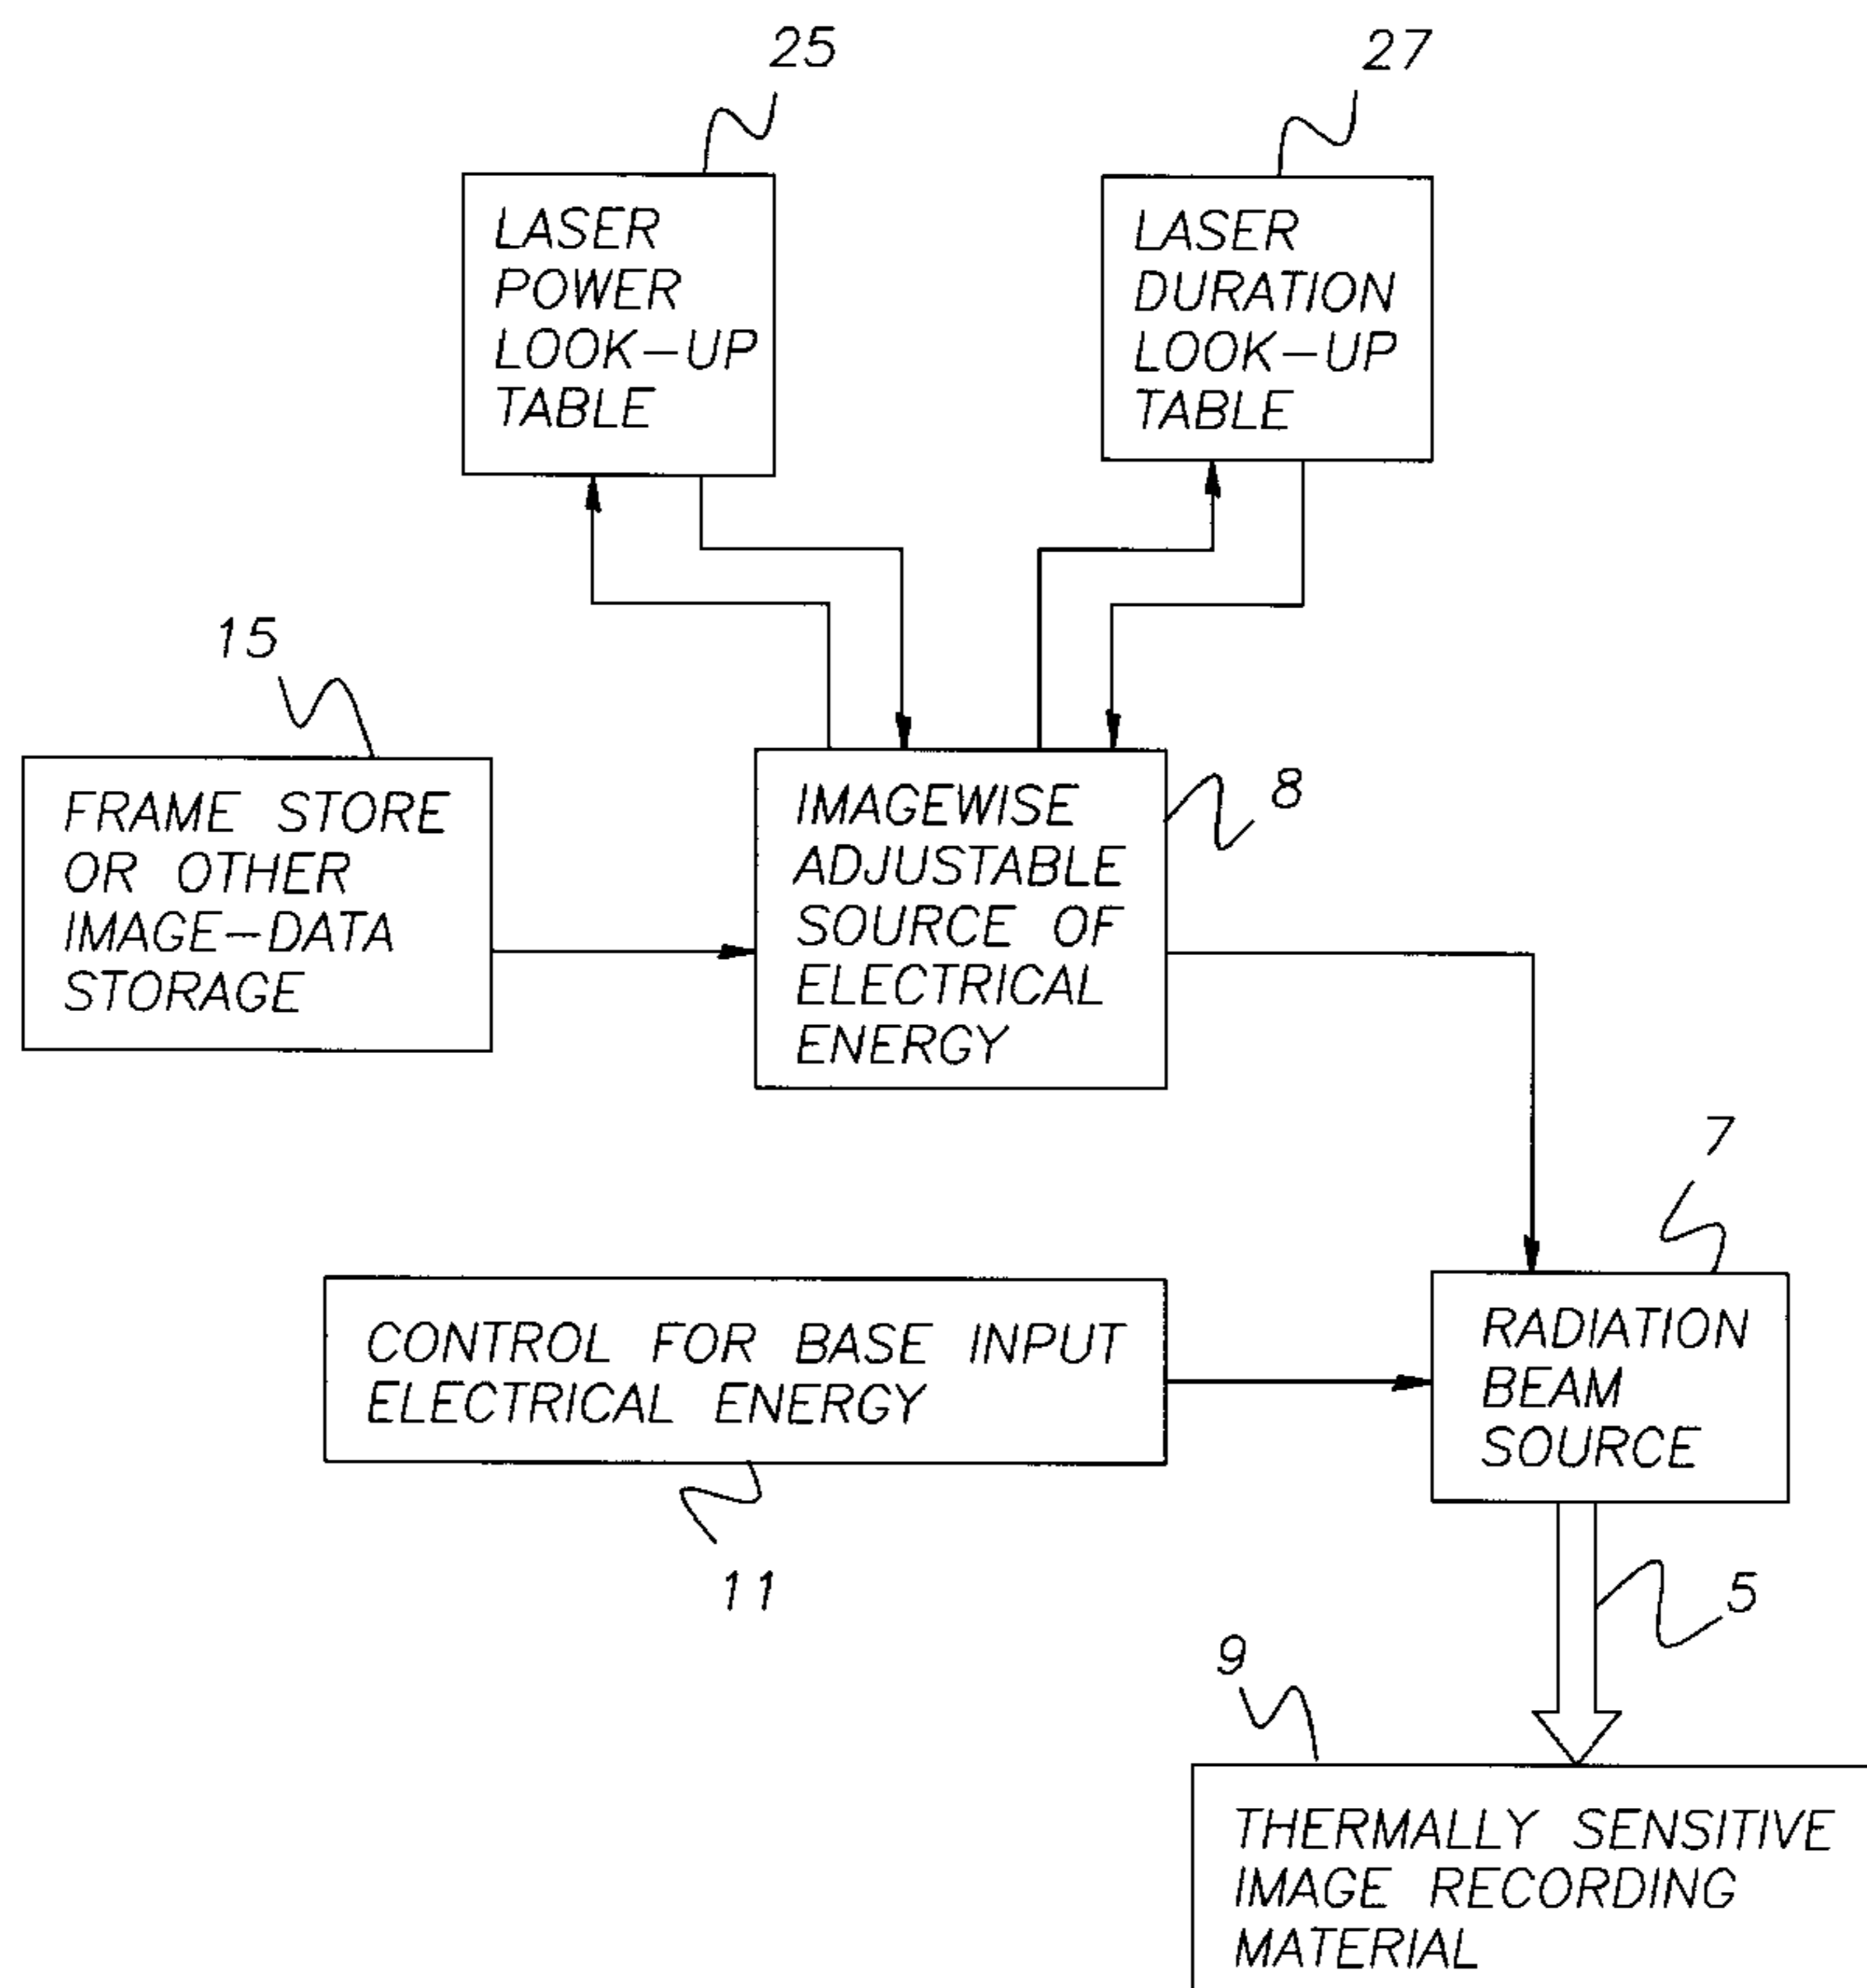 25
27
LASER
POWER
LOOK-UP
TABLE
LASER
DURATION
LOOK-UP
TABLE
15
FRAME STORE
OR OTHER
IMAGE-DATA
STORAGE
IMAGEWISE
ADJUSTABLE
SOURCE OF
ELECTRICAL
ENERGY
8
7
CONTROL FOR BASE INPUT
ELECTRICAL ENERGY
RADIATION
BEAM
SOURCE
11
5
9
THERMALLY SENSITIVE
IMAGE RECORDING
MATERIAL